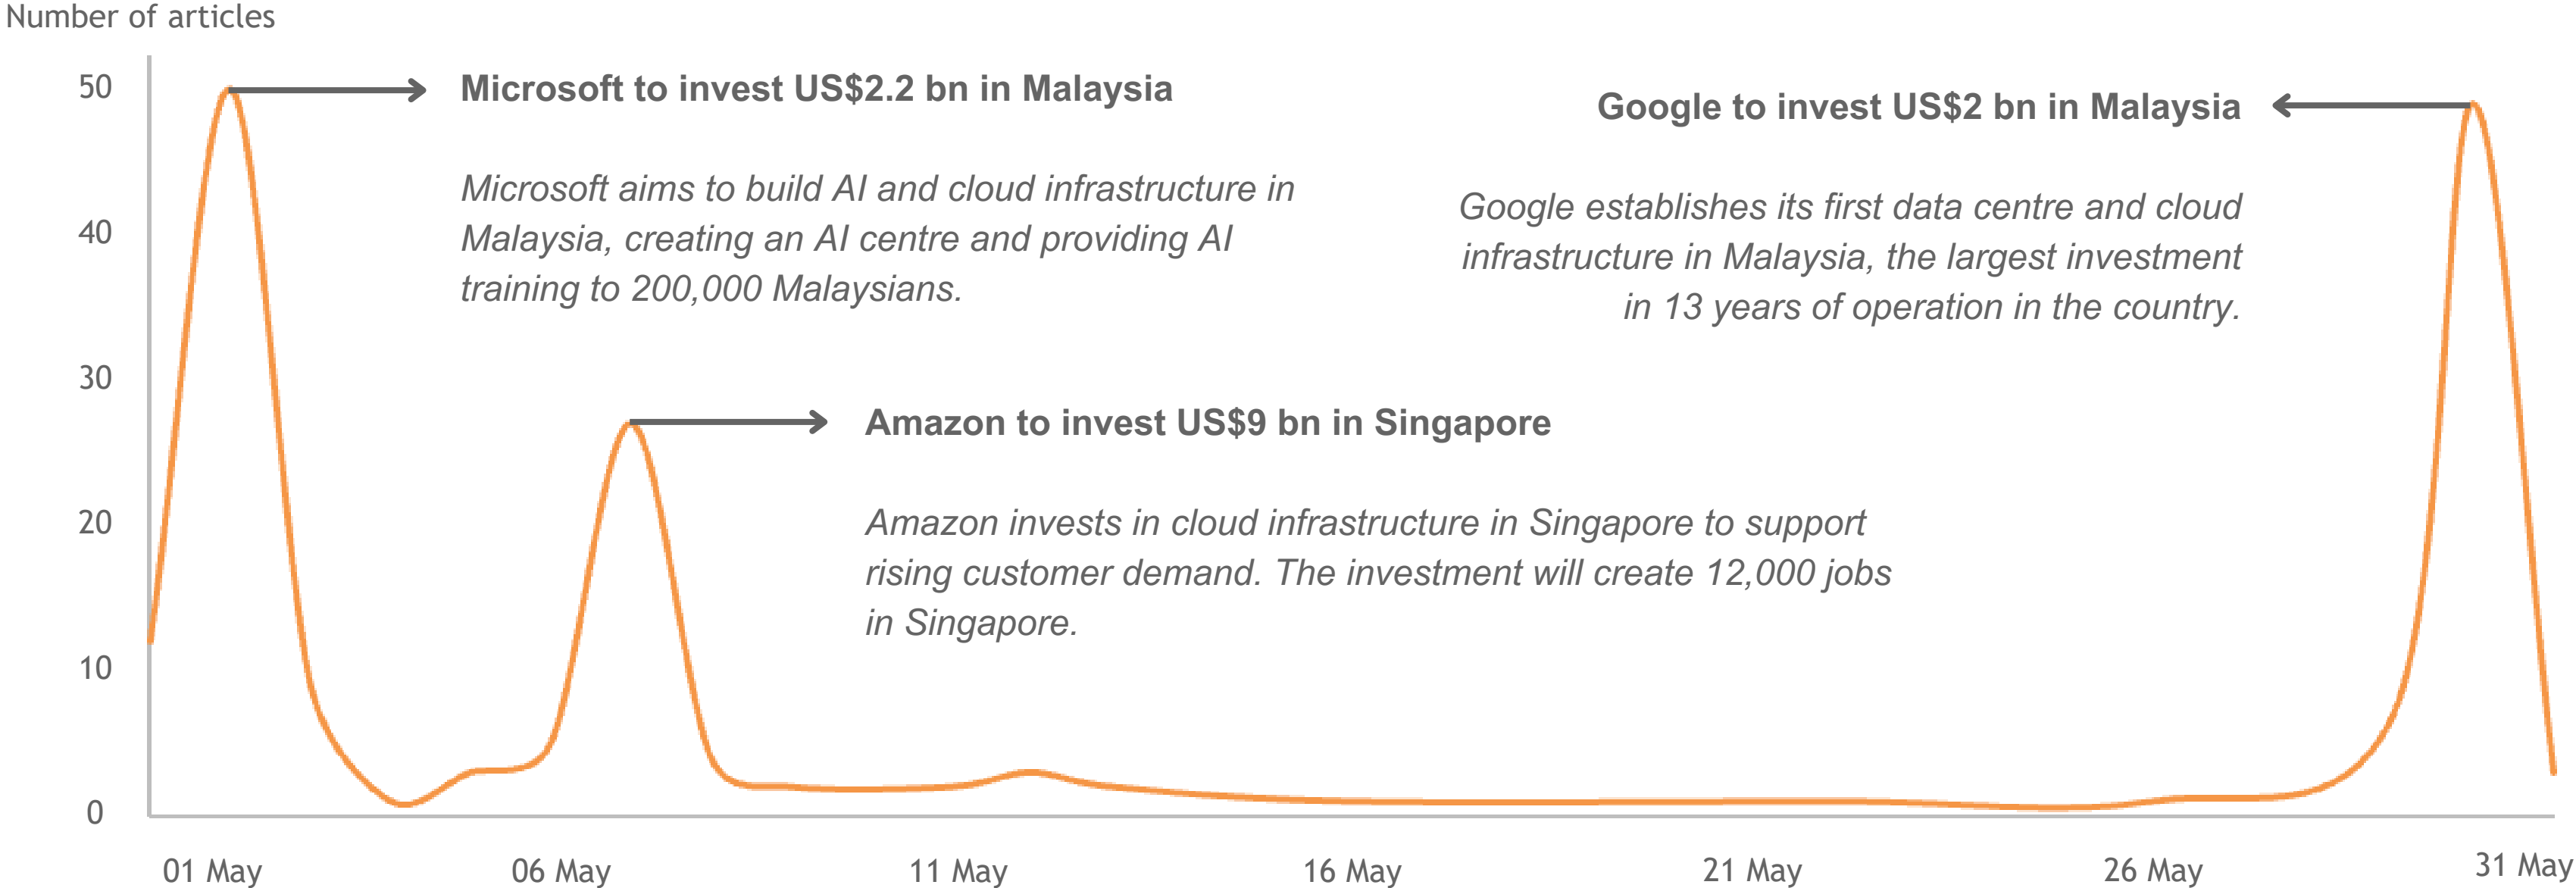 Number of articles
50
Microsoft to invest US$2.2 bn in Malaysia
Microsoft aims to build AI and cloud infrastructure in
Malaysia, creating an AI centre and providing AI
training to 200,000 Malaysians.
Google to invest US$2 bn in Malaysia
Google establishes its first data centre and cloud
infrastructure in Malaysia, the largest investment
in 13 years of operation in the country.
40
30
Amazon to invest US$9 bn in Singapore
Amazon invests in cloud infrastructure in Singapore to support
rising customer demand. The investment will create 12,000 jobs
in Singapore.
20
10
0
01 May
06 May
11 May
16 May
21 May
26 May
31 May